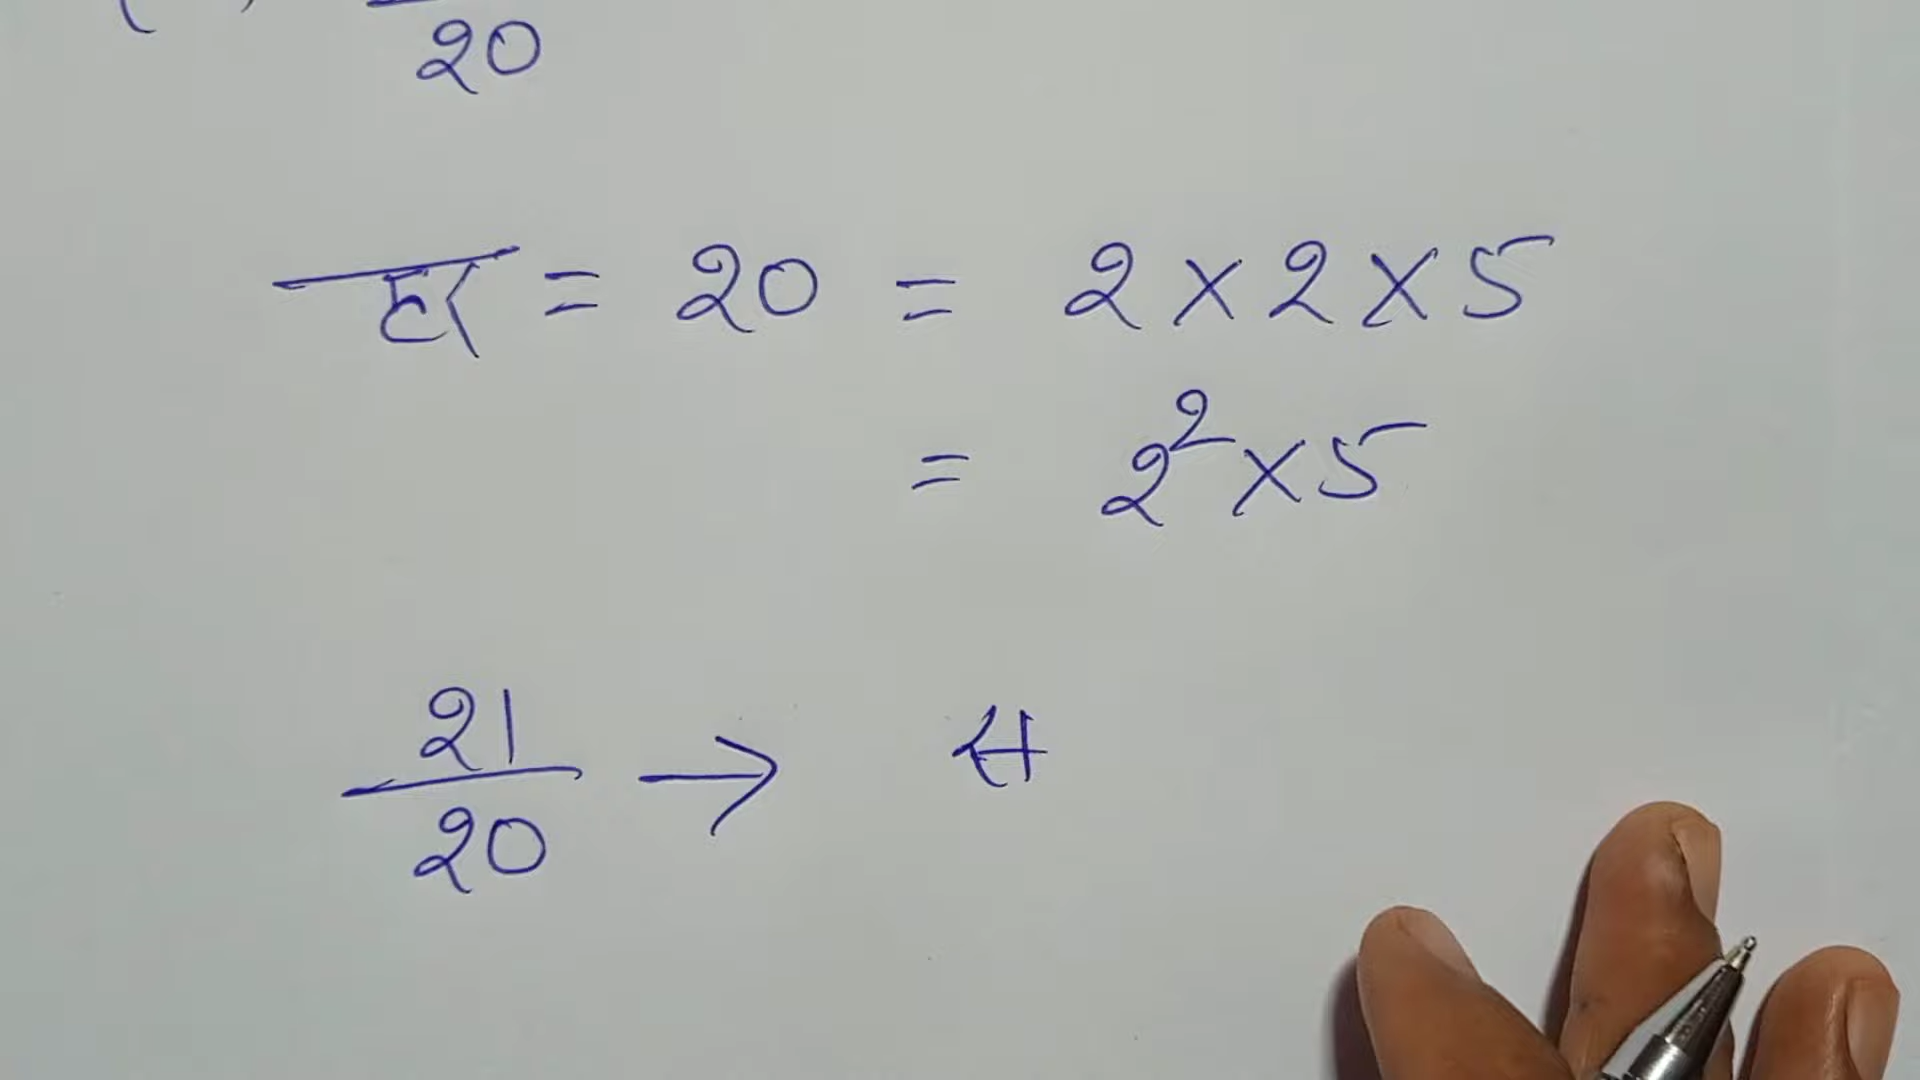 20
हर = 20 = 2 × 2 × 5
= 2² × 5
21/20 → स